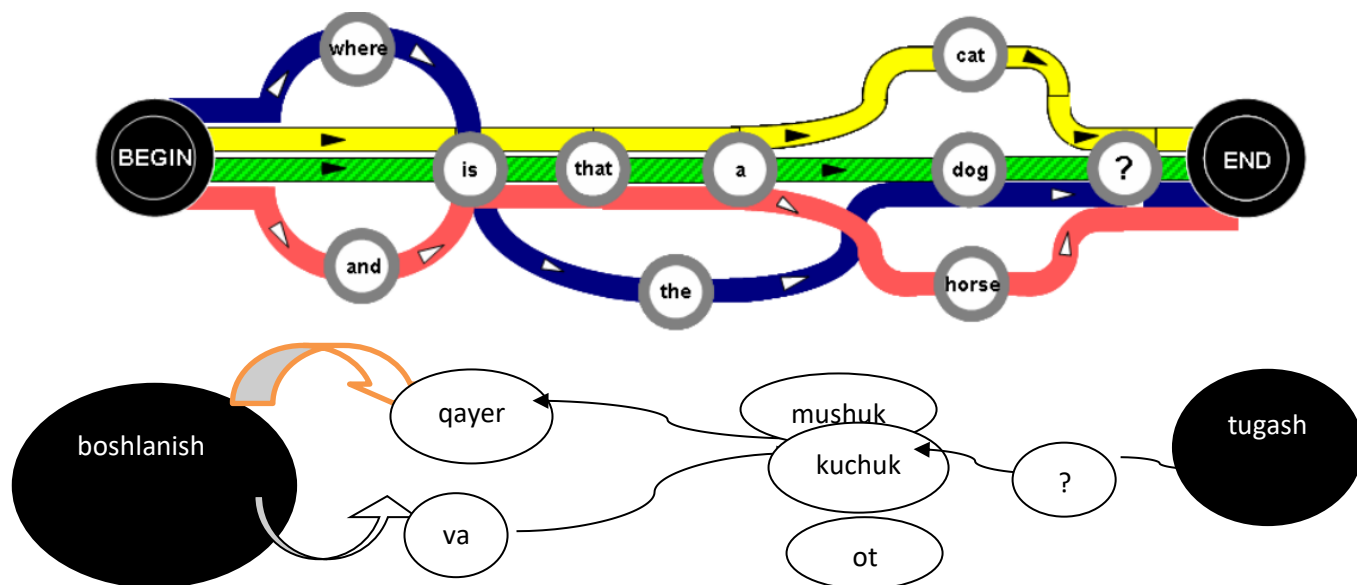 where
cat
BEGIN
is
that
a
dog
?
END
and
the
horse
boshlanish
qayer
mushuk
kuchuk
?
tugash
va
ot